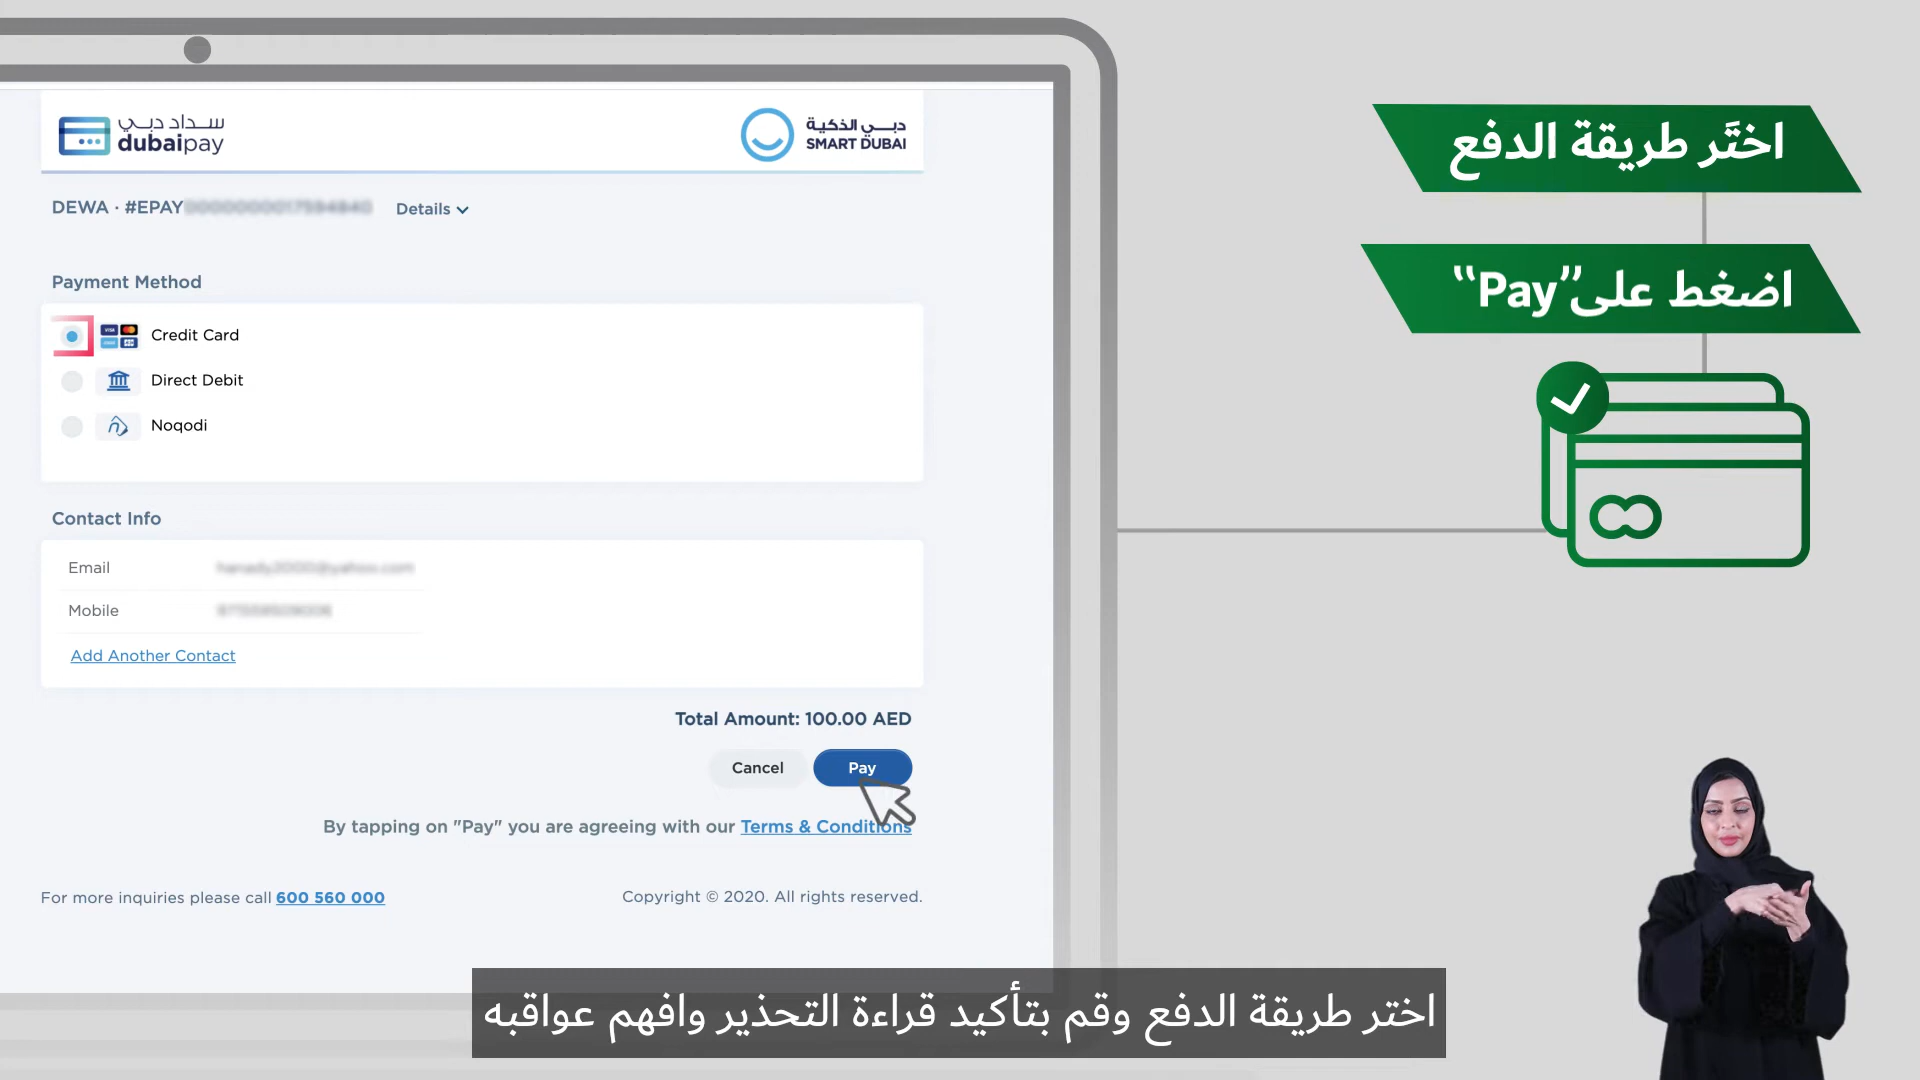 سداد دبي
dubaipay
دبي الذكية
SMART DUBAI
DEWA · #EPAY
Details
Payment Method
Credit Card
Direct Debit
Noqodi
Contact Info
Email
Mobile
Add Another Contact
Total Amount: 100.00 AED
Cancel
Pay
By tapping on "Pay" you are agreeing with our Terms & Conditions
For more inquiries please call 600 560 000
Copyright © 2020. All rights reserved.
اختَر طريقة الدفع
اضغط على "Pay"
اختر طريقة الدفع وقم بتأكيد قراءة التحذير وافهم عواقبه